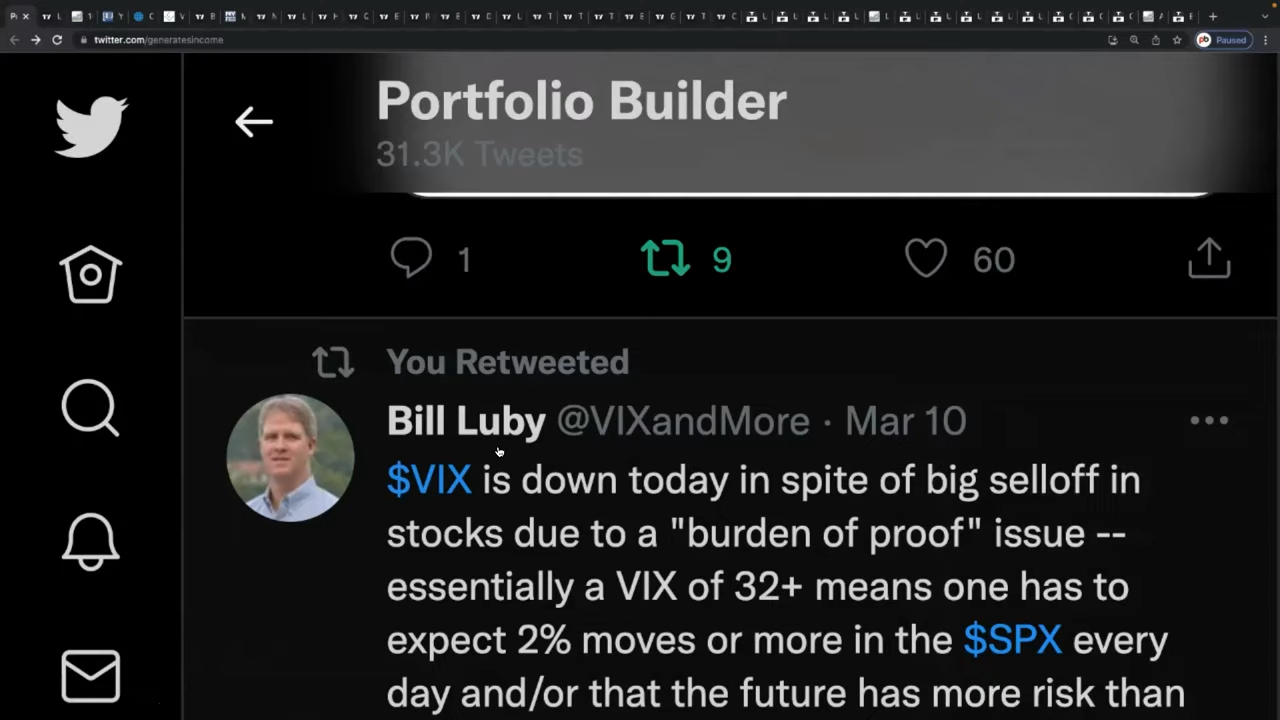 twitter.com/generatesincome
pb Paused
Portfolio Builder
31.3K Tweets
1 9 60
You Retweeted
Bill Luby @VIXandMore · Mar 10
$VIX is down today in spite of big selloff in
stocks due to a "burden of proof" issue --
essentially a VIX of 32+ means one has to
expect 2% moves or more in the $SPX every
day and/or that the future has more risk than